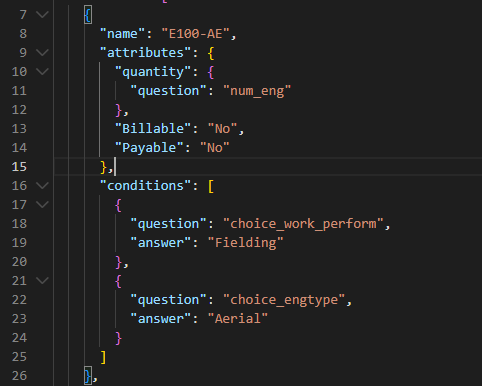 7 {
8 "name": "E100-AE",
9 "attributes": {
10 "quantity": {
11 "question": "num_eng"
12 },
13 "Billable": "No",
14 "Payable": "No"
15 },
16 "conditions": [
17 {
18 "question": "choice_work_perform",
19 "answer": "Fielding"
20 },
21 {
22 "question": "choice_engtype",
23 "answer": "Aerial"
24 }
25 ]
26 },